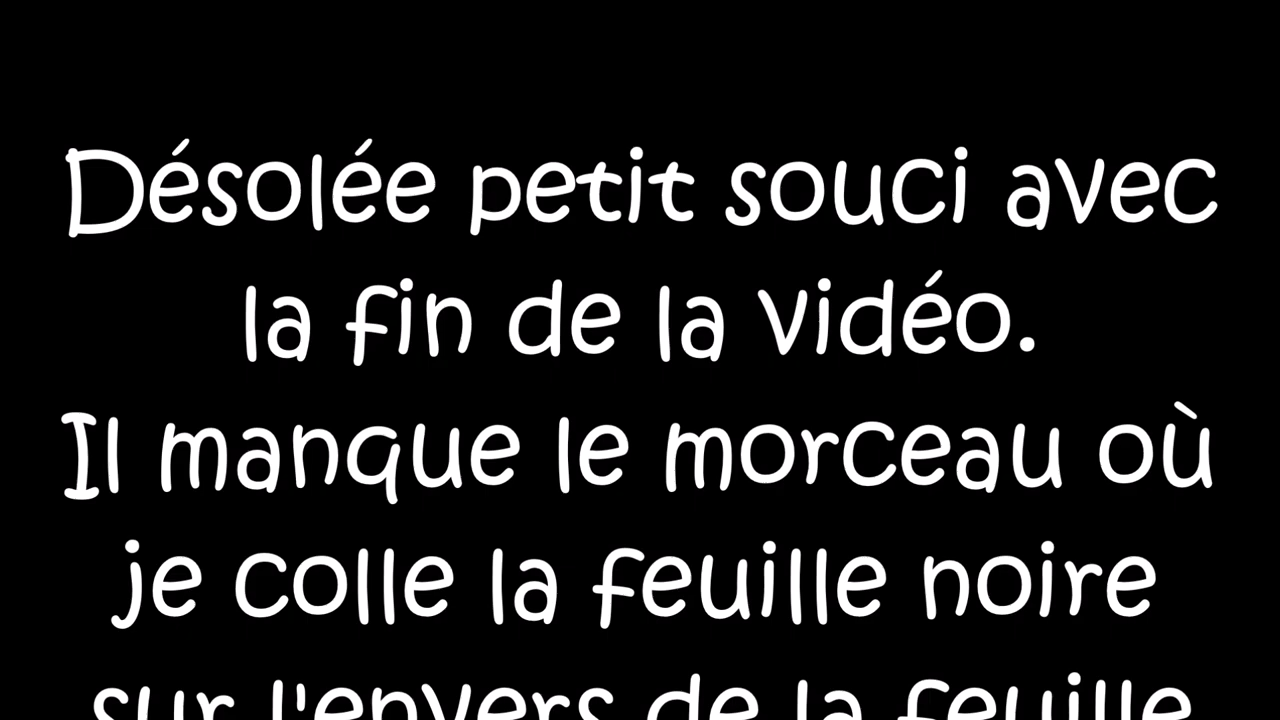 Désolée petit souci avec
la fin de la vidéo.
Il manque le morceau où
je colle la feuille noire
sur l'envers de la feuille